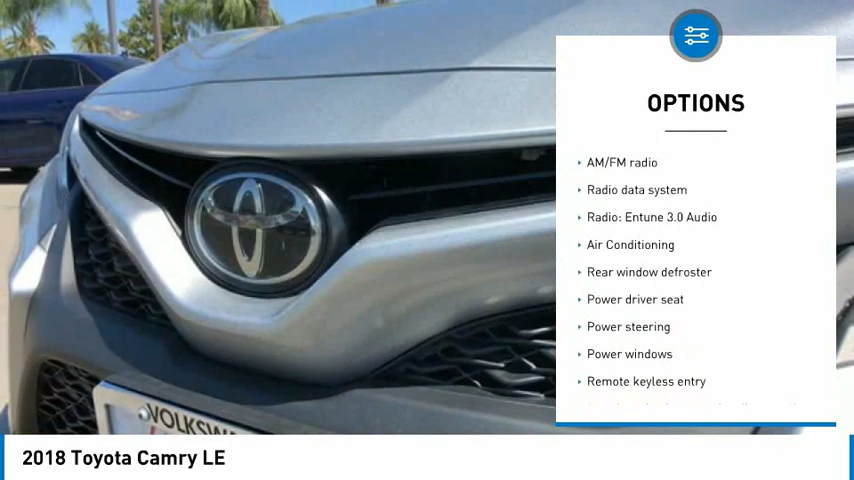 OPTIONS
AM/FM radio
Radio data system
Radio: Entune 3.0 Audio
Air Conditioning
Rear window defroster
Power driver seat
Power steering
Power windows
Remote keyless entry
2018 Toyota Camry LE